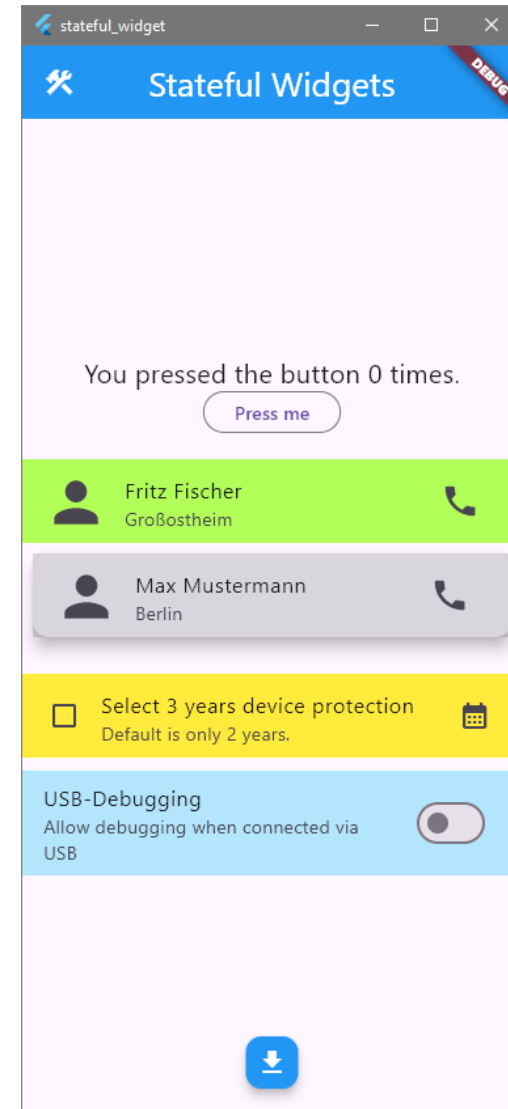 stateful_widget
Stateful Widgets
DEBUG
You pressed the button 0 times.
Press me
Fritz Fischer
Großostheim
Max Mustermann
Berlin
Select 3 years device protection
Default is only 2 years.
USB-Debugging
Allow debugging when connected via
USB